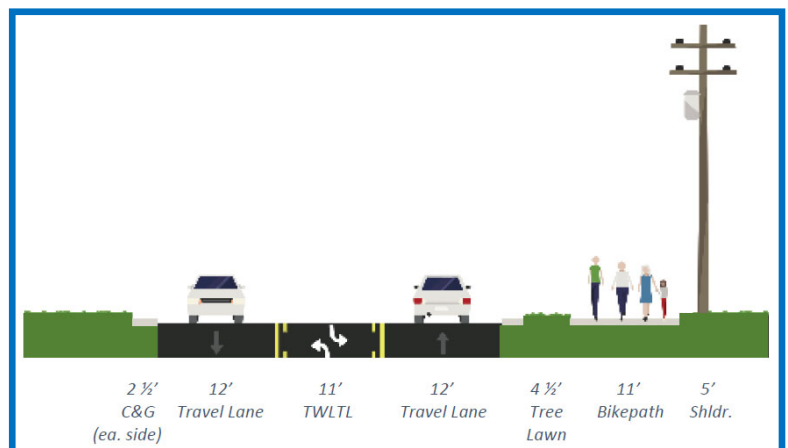 2 ½’ 12’ 11’ 12’ 4 ½’ 11’ 5’
C&G Travel Lane TWLTL Travel Lane Tree Bikepath Shldr.
(ea. side) Lawn